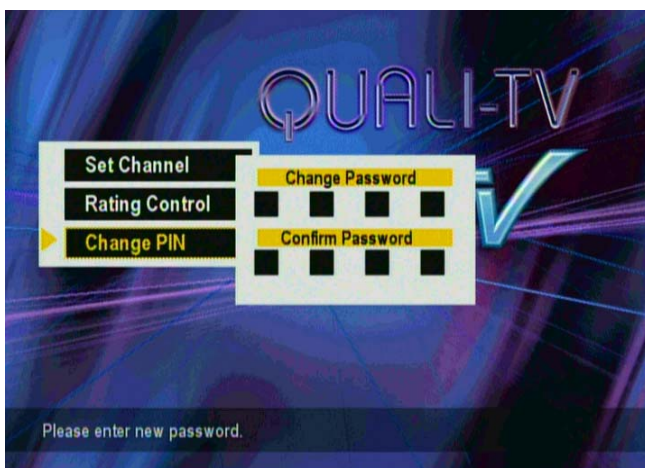 QUALI-TV
Set Channel
Rating Control
Change PIN
Change Password
Confirm Password
Please enter new password.